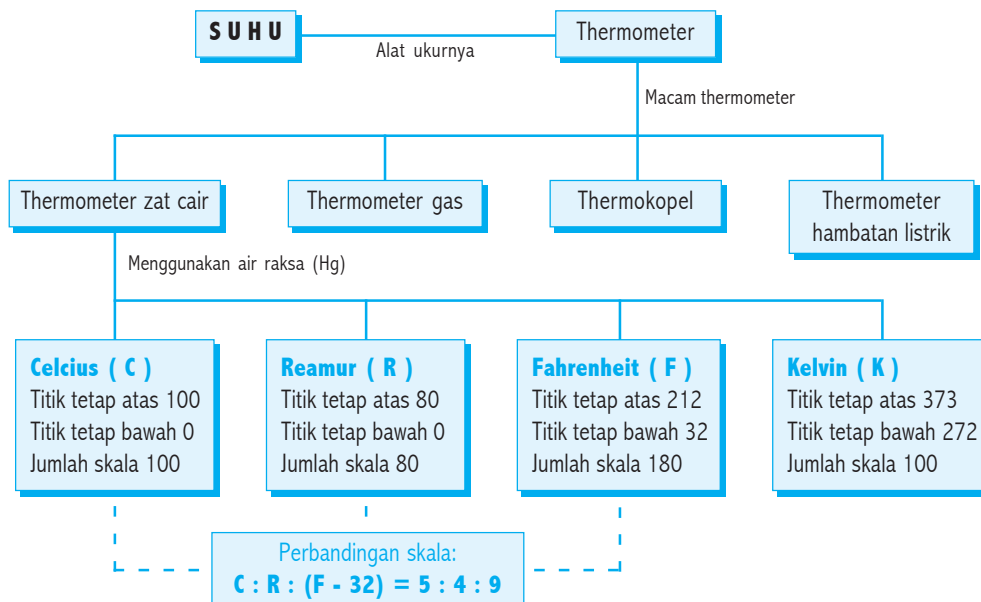 S U H U
Alat ukurnya
Thermometer
Macam thermometer
Thermometer zat cair
Thermometer gas
Thermokopel
Thermometer
hambatan listrik
Menggunakan air raksa (Hg)
Celcius ( C )
Titik tetap atas 100
Titik tetap bawah 0
Jumlah skala 100
Reamur ( R )
Titik tetap atas 80
Titik tetap bawah 0
Jumlah skala 80
Fahrenheit ( F )
Titik tetap atas 212
Titik tetap bawah 32
Jumlah skala 180
Kelvin ( K )
Titik tetap atas 373
Titik tetap bawah 272
Jumlah skala 100
Perbandingan skala:
C : R : (F - 32) = 5 : 4 : 9